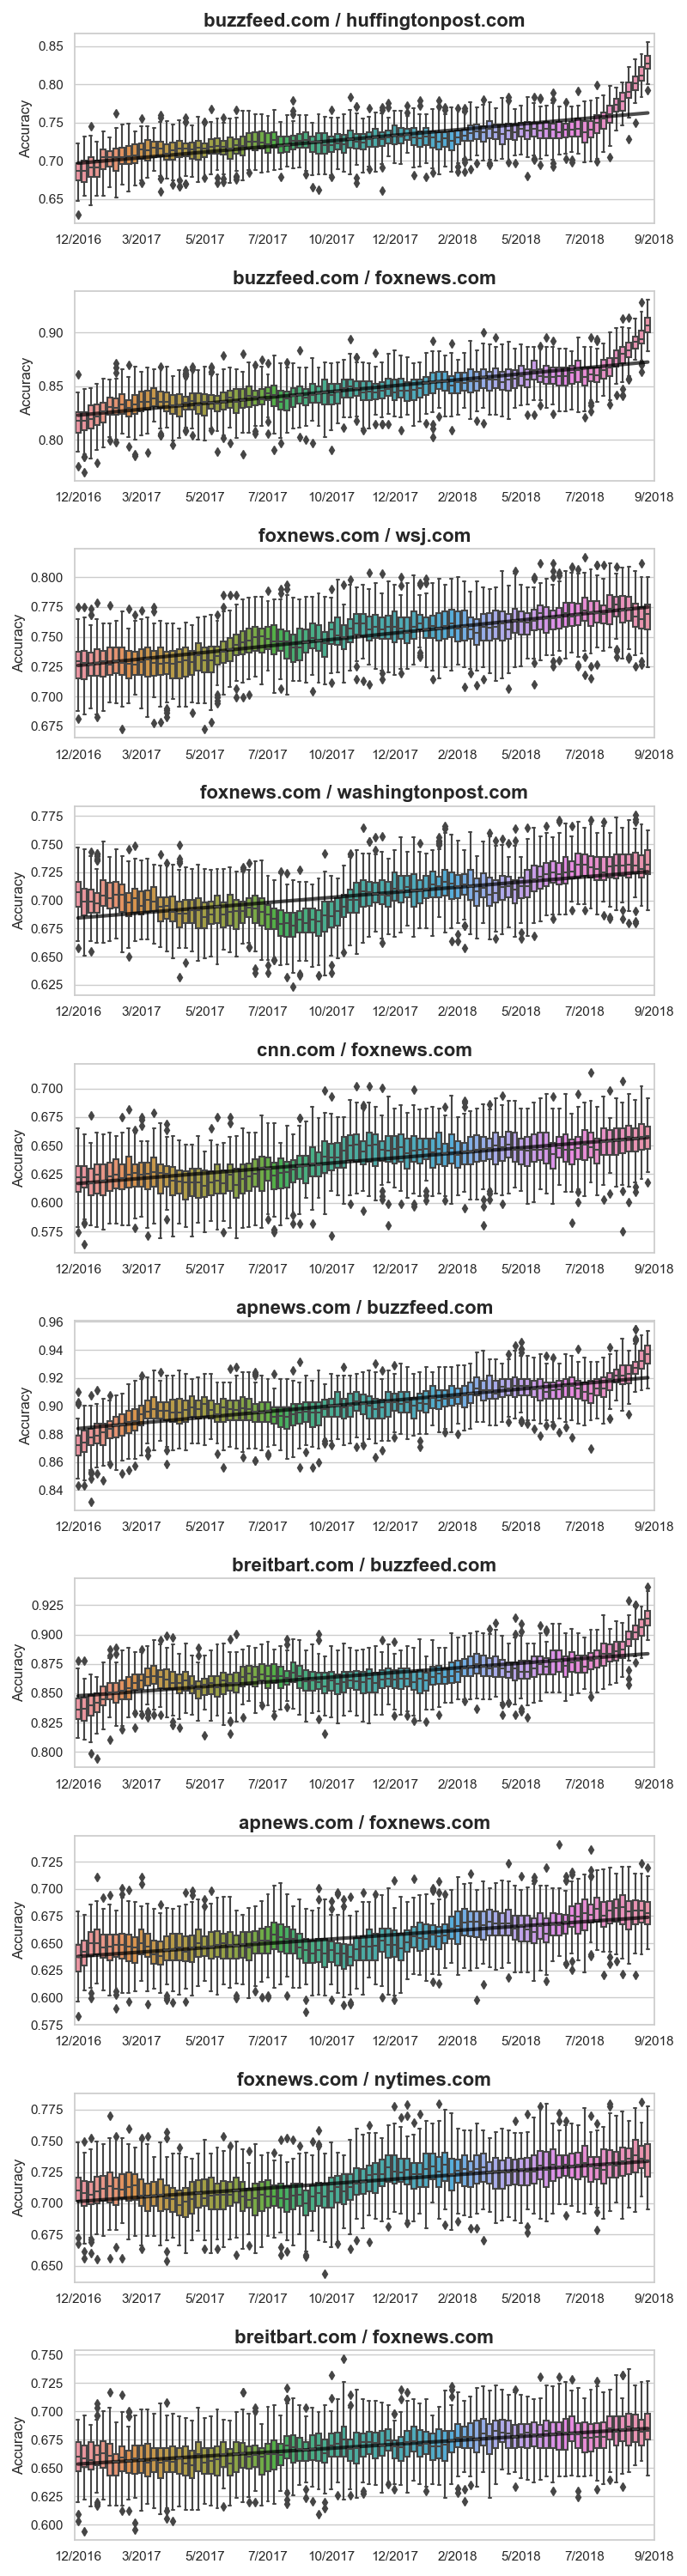 buzzfeed.com / huffingtonpost.com
0.85
0.80
0.75
0.70
0.65
Accuracy
12/2016 3/2017 5/2017 7/2017 10/2017 12/2017 2/2018 5/2018 7/2018 9/2018
buzzfeed.com / foxnews.com
0.90
0.85
0.80
Accuracy
12/2016 3/2017 5/2017 7/2017 10/2017 12/2017 2/2018 5/2018 7/2018 9/2018
foxnews.com / wsj.com
0.800
0.775
0.750
0.725
0.700
0.675
Accuracy
12/2016 3/2017 5/2017 7/2017 10/2017 12/2017 2/2018 5/2018 7/2018 9/2018
foxnews.com / washingtonpost.com
0.775
0.750
0.725
0.700
0.675
0.650
0.625
Accuracy
12/2016 3/2017 5/2017 7/2017 10/2017 12/2017 2/2018 5/2018 7/2018 9/2018
cnn.com / foxnews.com
0.700
0.675
0.650
0.625
0.600
0.575
Accuracy
12/2016 3/2017 5/2017 7/2017 10/2017 12/2017 2/2018 5/2018 7/2018 9/2018
apnews.com / buzzfeed.com
0.96
0.94
0.92
0.90
0.88
0.86
0.84
Accuracy
12/2016 3/2017 5/2017 7/2017 10/2017 12/2017 2/2018 5/2018 7/2018 9/2018
breitbart.com / buzzfeed.com
0.925
0.900
0.875
0.850
0.825
0.800
Accuracy
12/2016 3/2017 5/2017 7/2017 10/2017 12/2017 2/2018 5/2018 7/2018 9/2018
apnews.com / foxnews.com
0.725
0.700
0.675
0.650
0.625
0.600
0.575
Accuracy
12/2016 3/2017 5/2017 7/2017 10/2017 12/2017 2/2018 5/2018 7/2018 9/2018
foxnews.com / nytimes.com
0.775
0.750
0.725
0.700
0.675
0.650
Accuracy
12/2016 3/2017 5/2017 7/2017 10/2017 12/2017 2/2018 5/2018 7/2018 9/2018
breitbart.com / foxnews.com
0.750
0.725
0.700
0.675
0.650
0.625
0.600
Accuracy
12/2016 3/2017 5/2017 7/2017 10/2017 12/2017 2/2018 5/2018 7/2018 9/2018